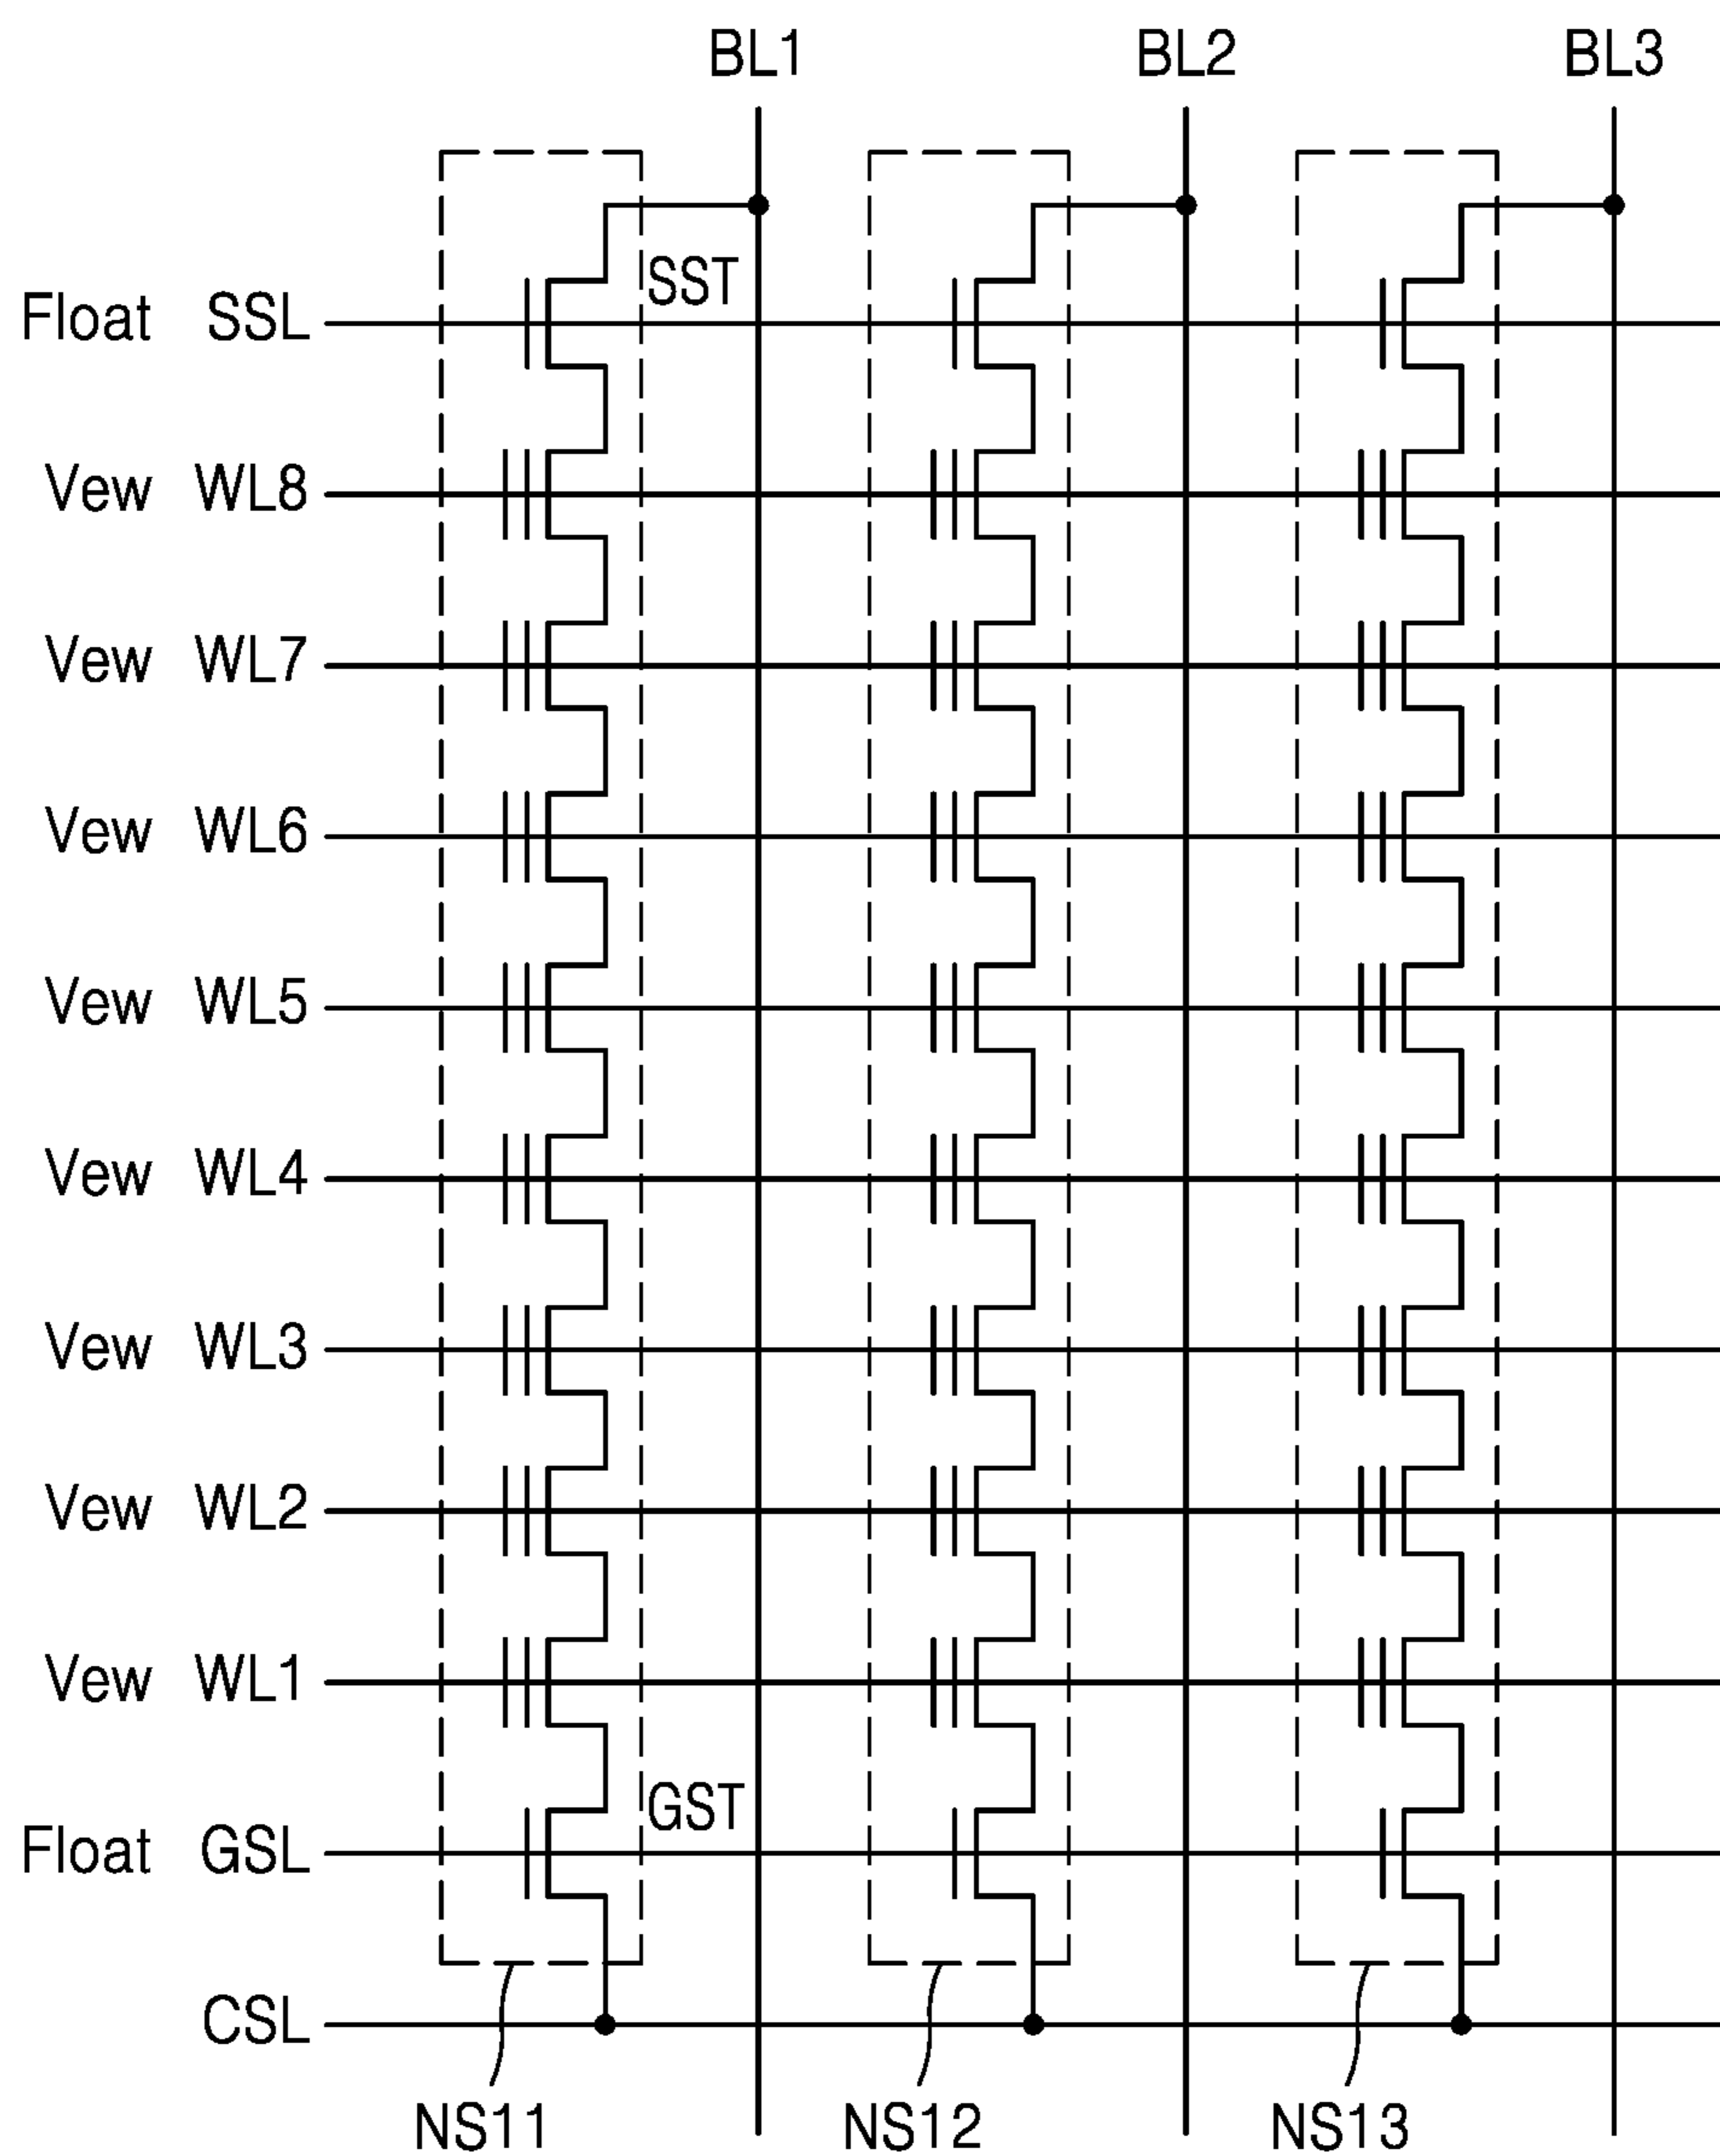 BL1 BL2 BL3
SST
Float SSL
Vew WL8
Vew WL7
Vew WL6
Vew WL5
Vew WL4
Vew WL3
Vew WL2
Vew WL1
GST
Float GSL
CSL
NS11 NS12 NS13